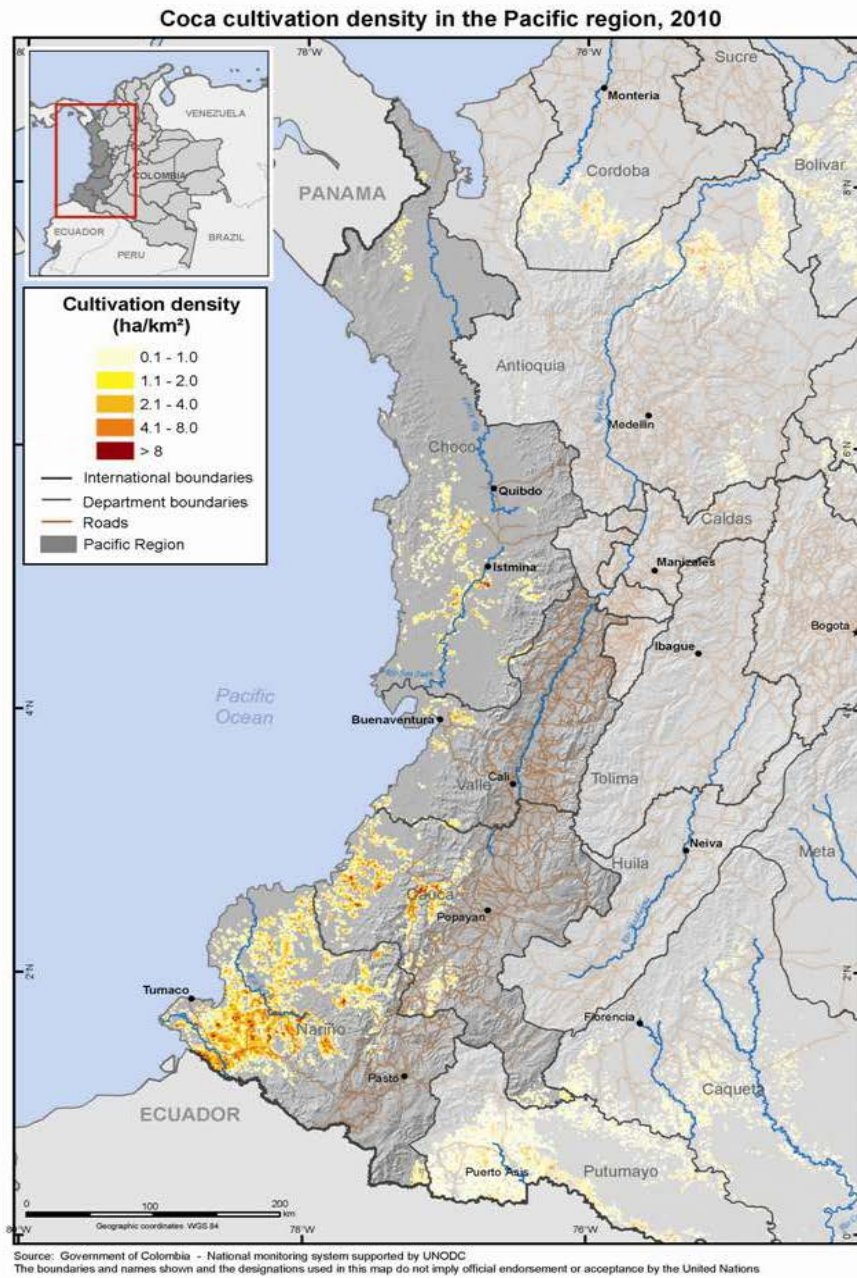 Coca cultivation density in the Pacific region, 2010
78°W
76°W
Sucre
Monteria
VENEZUELA
COLOMBIA
ECUADOR
PERU
BRAZIL
Cordoba
Bolivar
8°N
PANAMA
Cultivation density
(ha/km²)
0.1 - 1.0
1.1 - 2.0
2.1 - 4.0
4.1 - 8.0
> 8
International boundaries
Department boundaries
Roads
Pacific Region
Antioquia
Medellin
Choco
6°N
Quibdo
Caldas
Istmina
Manizales
Bogota
Ibague
Pacific
Ocean
4°N
4°N
Buenaventura
Cali
Valle
Tolima
Neiva
Huila
Meta
Cauca
Popayan
2°N
2°N
Tumaco
Nariño
Florencia
Pasto
Caqueta
ECUADOR
Puerto Asis
Putumayo
0
100
200
km
Geographic coordinates WGS 84
78°W
76°W
Source: Government of Colombia - National monitoring system supported by UNODC
The boundaries and names shown and the designations used in this map do not imply official endorsement or acceptance by the United Nations